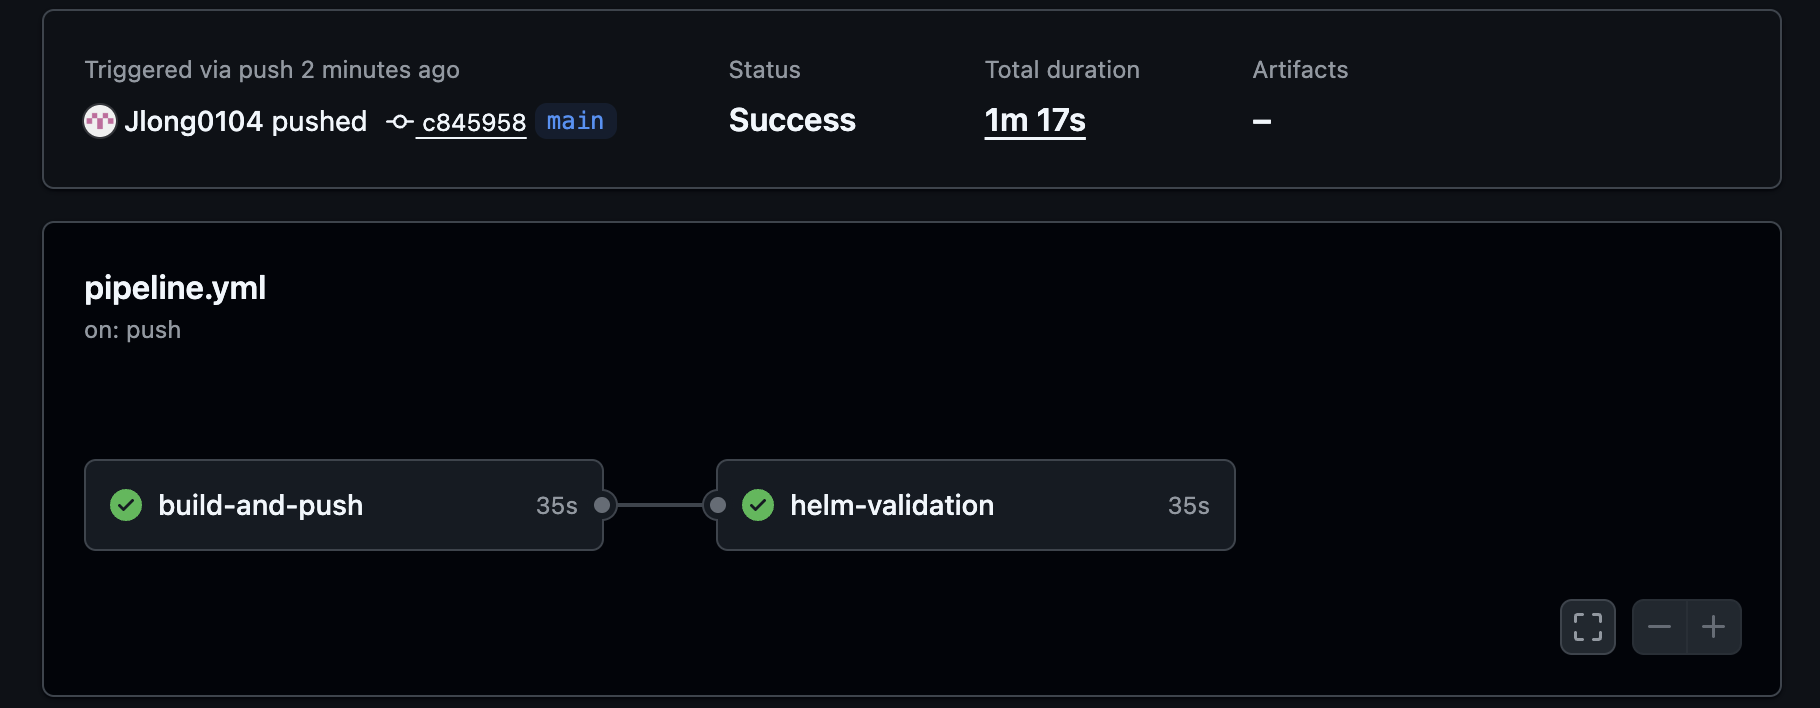 Triggered via push 2 minutes ago
Jlong0104 pushed c845958 main
Status
Success
Total duration
1m 17s
Artifacts
–
pipeline.yml
on: push
build-and-push 35s
helm-validation 35s